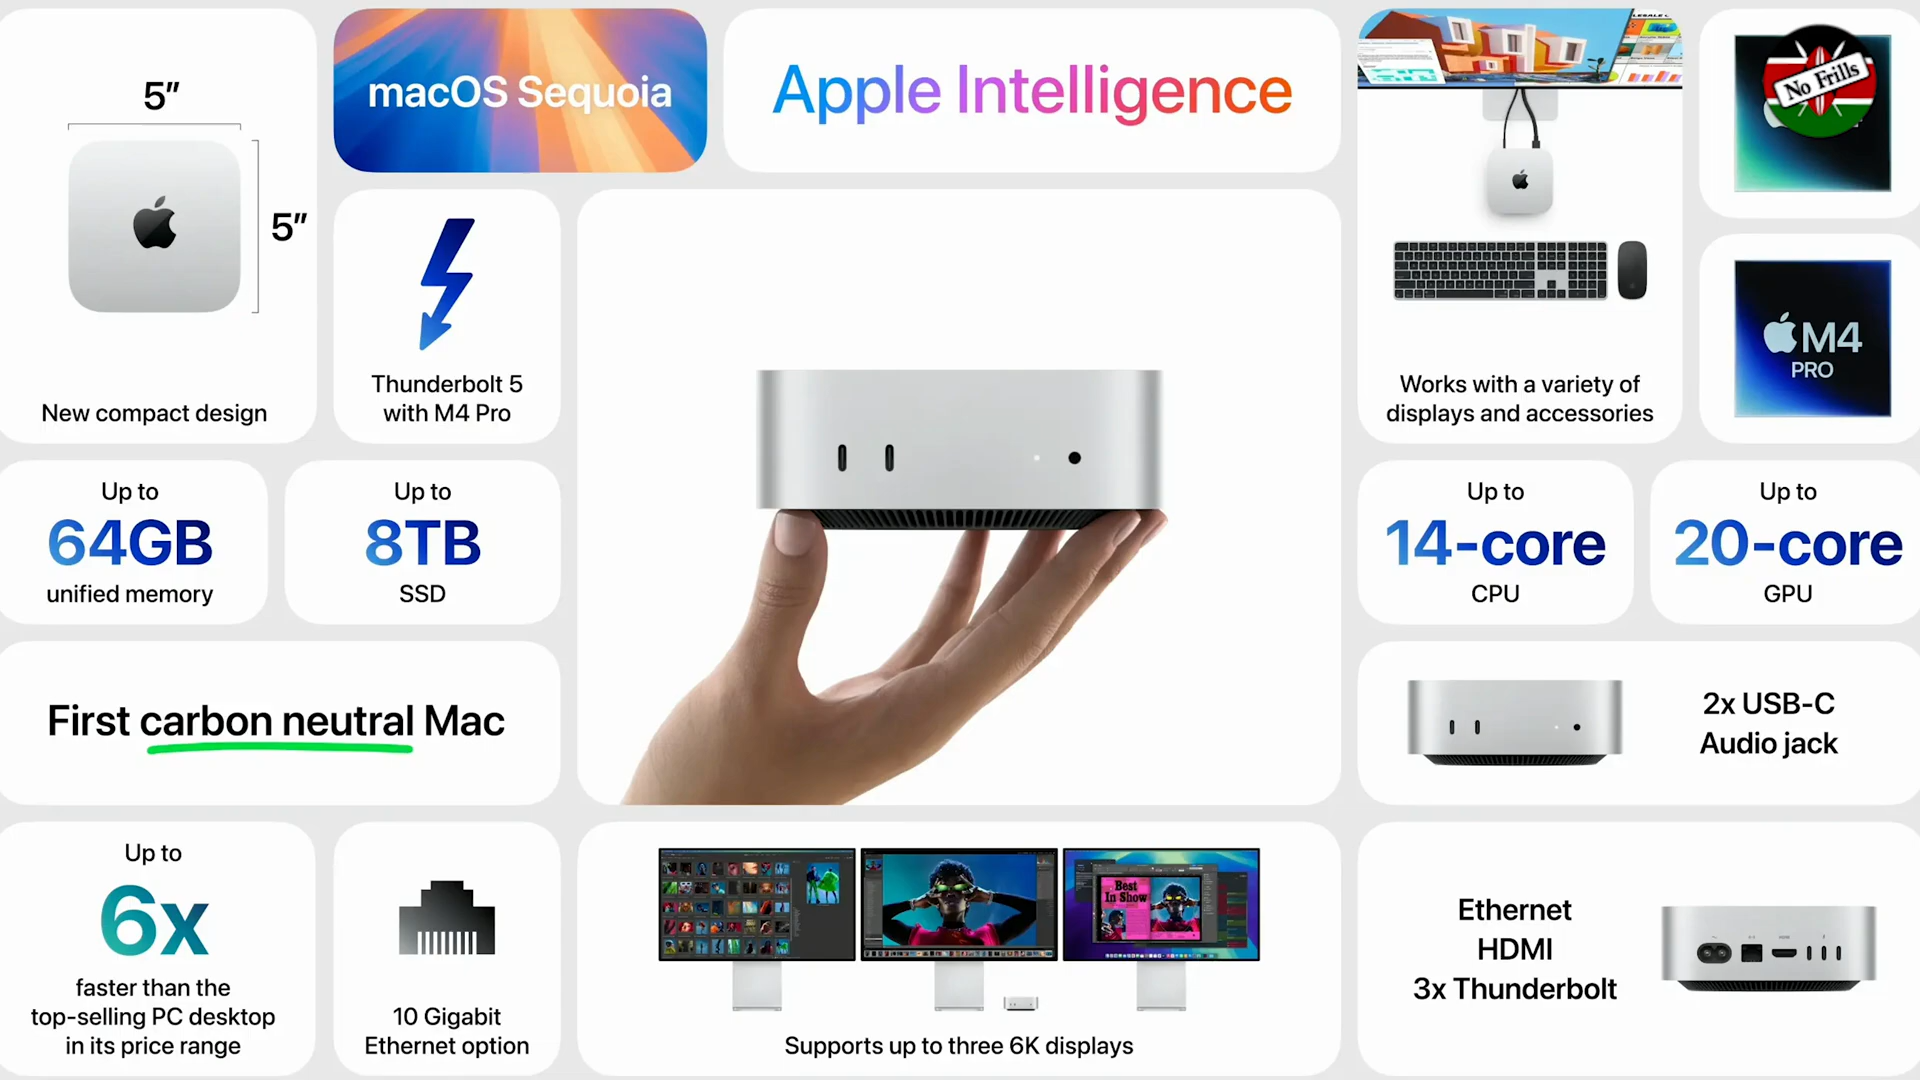 5″
5″
New compact design
macOS Sequoia
Apple Intelligence
Thunderbolt 5
with M4 Pro
Works with a variety of
displays and accessories
No Frills
M4
PRO
Up to
64GB
unified memory
Up to
8TB
SSD
Up to
14-core
CPU
Up to
20-core
GPU
First carbon neutral Mac
2x USB-C
Audio jack
Up to
6x
faster than the
top-selling PC desktop
in its price range
10 Gigabit
Ethernet option
Best
In Show
Supports up to three 6K displays
Ethernet
HDMI
3x Thunderbolt